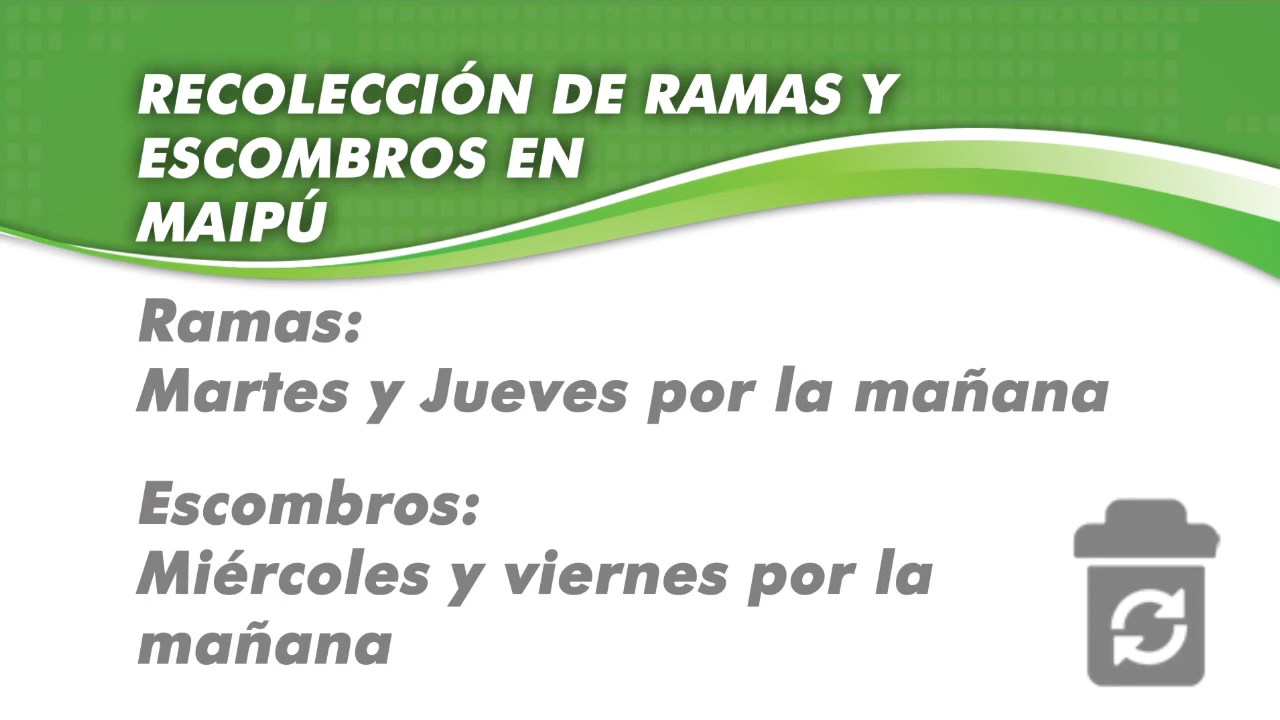 RECOLECCIÓN DE RAMAS Y
ESCOMBROS EN
MAIPÚ
Ramas:
Martes y Jueves por la mañana
Escombros:
Miércoles y viernes por la
mañana